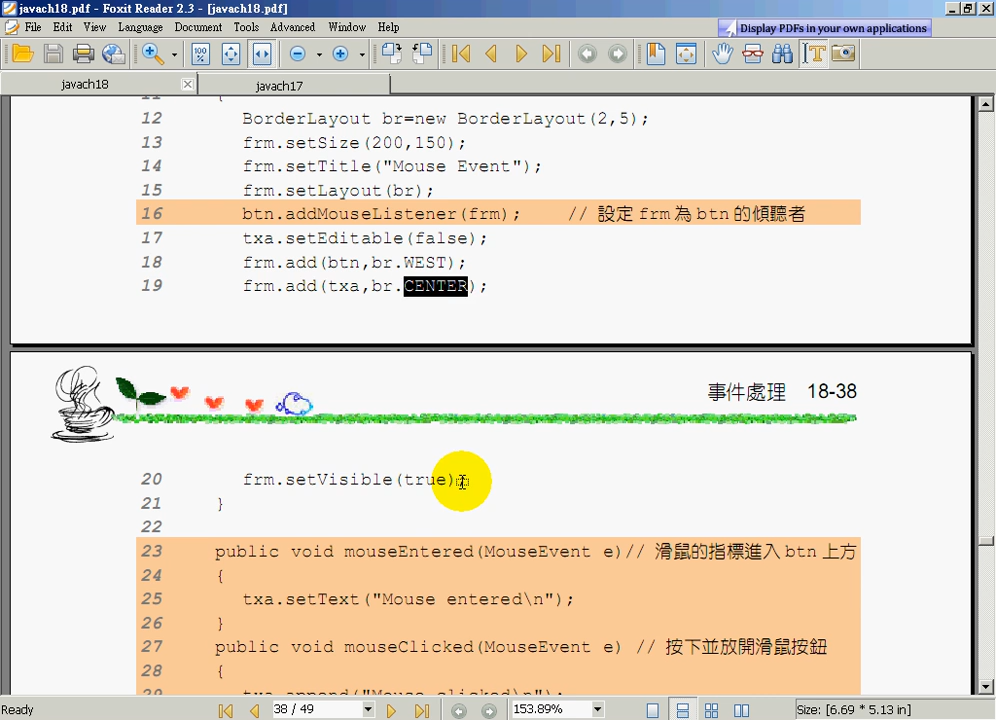 javach18.pdf - Foxit Reader 2.3 - [javach18.pdf]
File Edit View Language Document Tools Advanced Window Help
Display PDFs in your own applications
javach18
javach17
11 {
12 BorderLayout br=new BorderLayout(2,5);
13 frm.setSize(200,150);
14 frm.setTitle("Mouse Event");
15 frm.setLayout(br);
16 btn.addMouseListener(frm); // 設定 frm 為 btn 的傾聽者
17 txa.setEditable(false);
18 frm.add(btn,br.WEST);
19 frm.add(txa,br.CENTER);
事件處理 18-38
20 frm.setVisible(true);
21 }
22
23 public void mouseEntered(MouseEvent e)// 滑鼠的指標進入 btn 上方
24 {
25 txa.setText("Mouse entered\n");
26 }
27 public void mouseClicked(MouseEvent e) // 按下並放開滑鼠按鈕
28 {
29 txa.append("Mouse clicked\n");
Ready
38 / 49
153.89%
Size: [6.69 * 5.13 in]